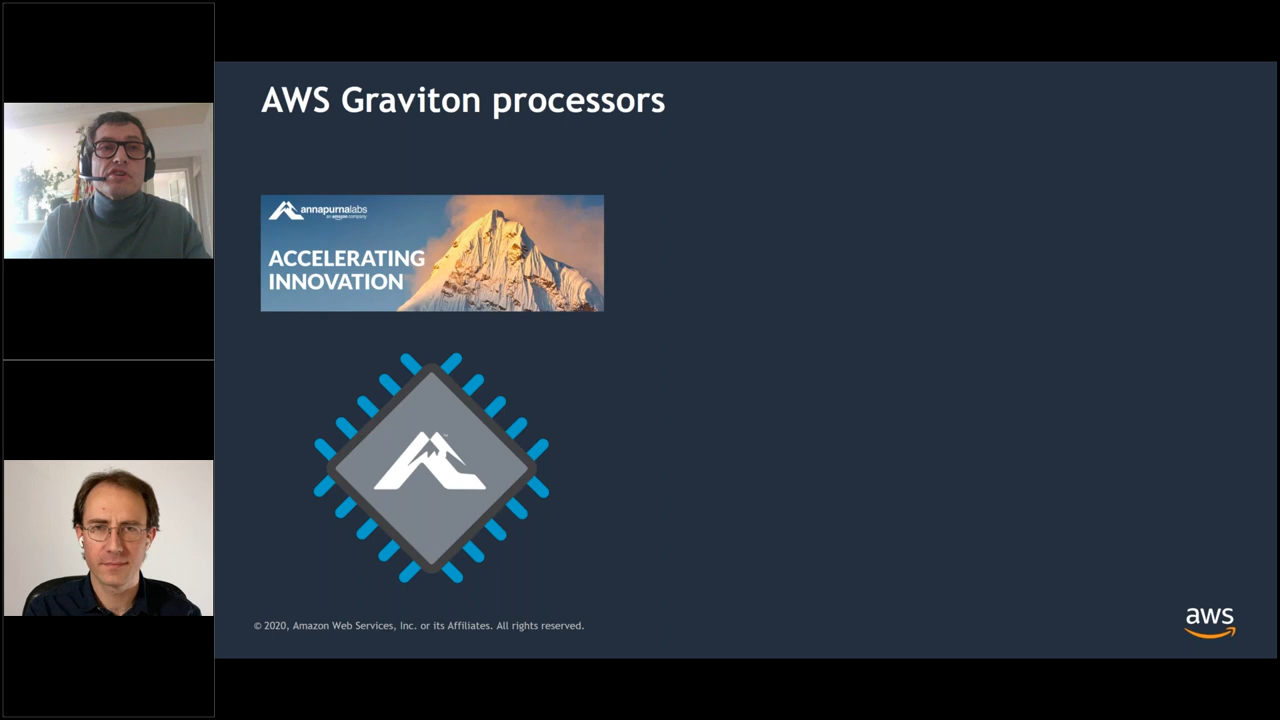 AWS Graviton processors
annapurnalabs
an amazon company
ACCELERATING
INNOVATION
© 2020, Amazon Web Services, Inc. or its Affiliates. All rights reserved.
aws